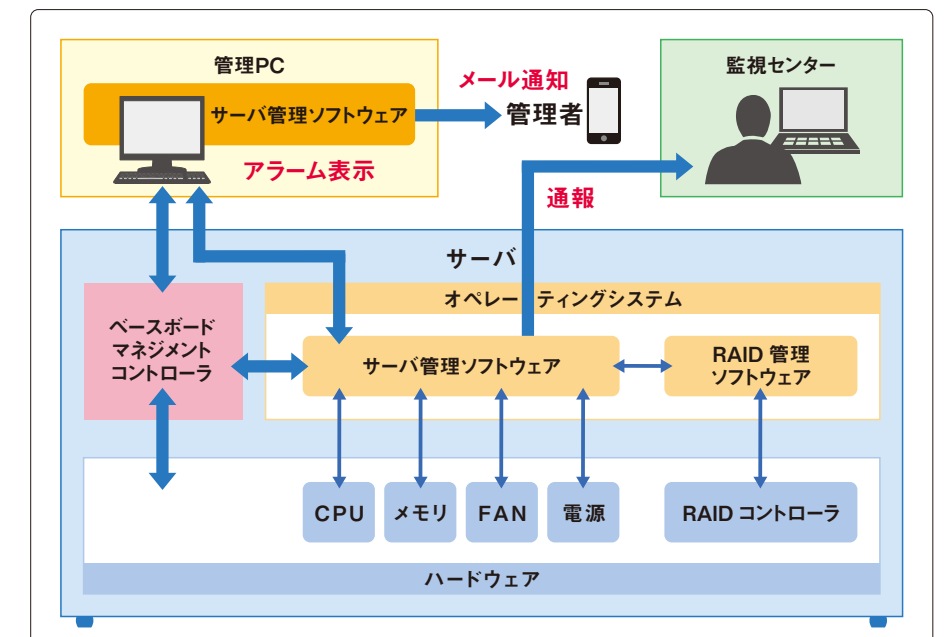 管理PC
サーバ管理ソフトウェア
アラーム表示
メール通知
管理者
監視センター
通報
サーバ
オペレーティングシステム
ベースボード
マネジメント
コントローラ
サーバ管理ソフトウェア
RAID 管理
ソフトウェア
CPU
メモリ
FAN
電源
RAID コントローラ
ハードウェア